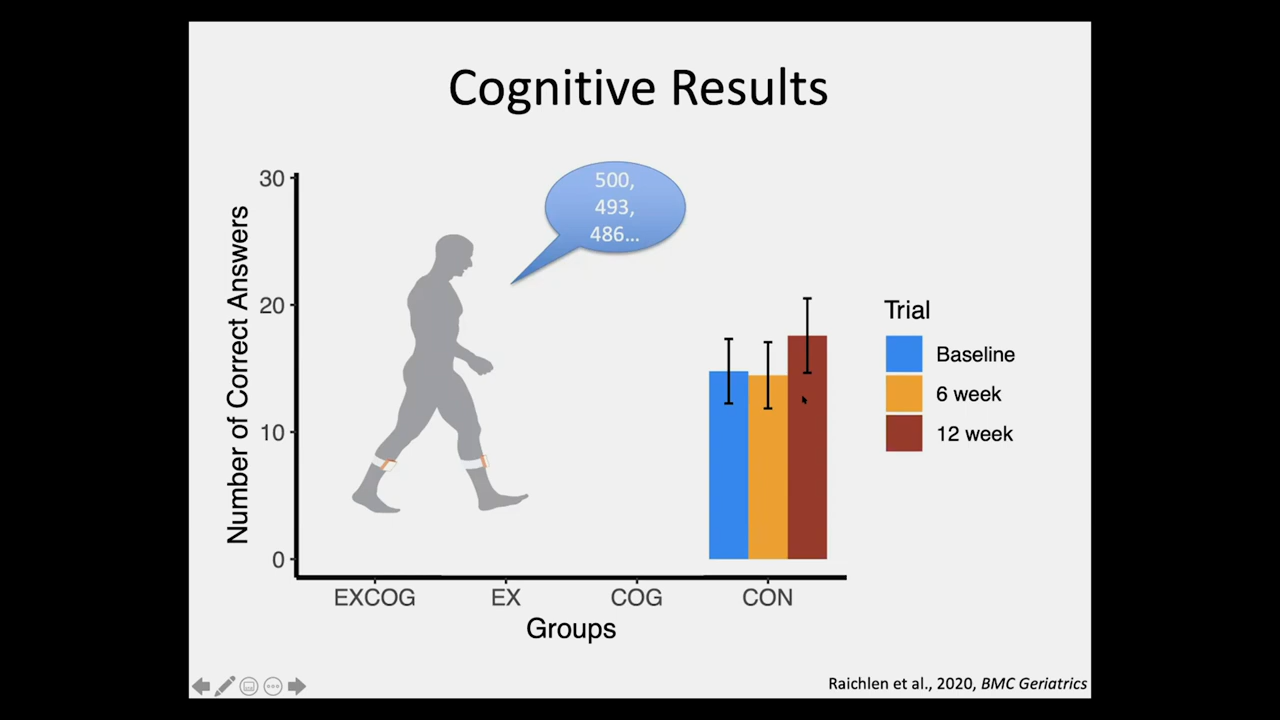 Cognitive Results
500,
493,
486...
Number of Correct Answers
30
20
10
0
EXCOG EX COG CON
Groups
Trial
Baseline
6 week
12 week
Raichlen et al., 2020, BMC Geriatrics